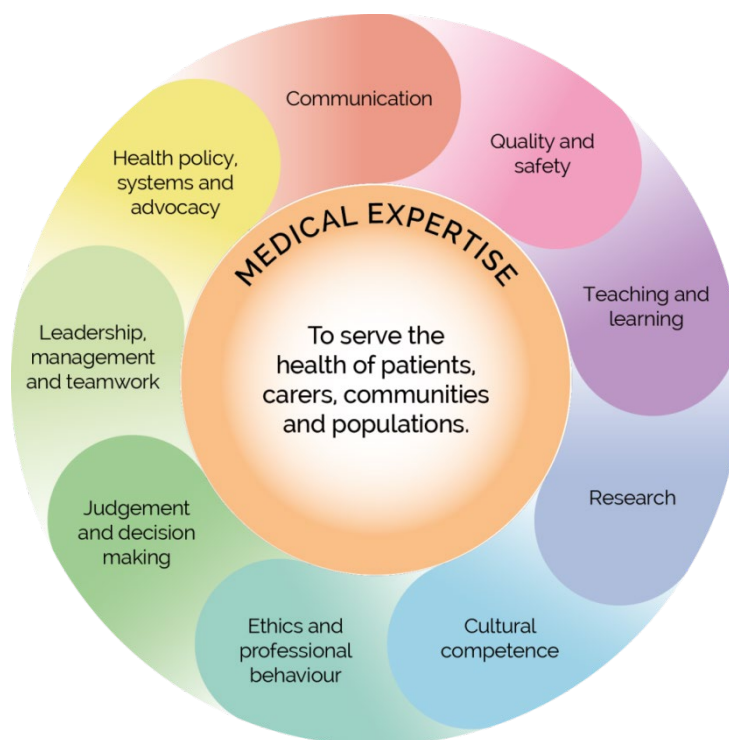 Communication
Quality and
safety
Teaching and
learning
Research
Cultural
competence
Ethics and
professional
behaviour
Judgement
and decision
making
Leadership,
management
and teamwork
Health policy,
systems and
advocacy
MEDICAL EXPERTISE
To serve the
health of patients,
carers, communities
and populations.